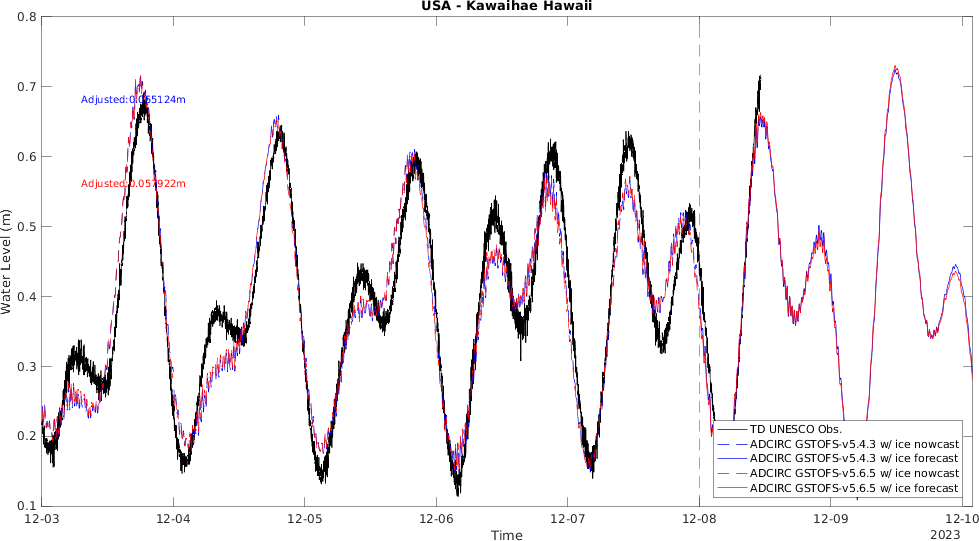 USA - Kawaihae Hawaii
0.8
0.7
0.6
0.5
0.4
0.3
0.2
0.1
Water Level (m)
Adjusted:0.055124m
Adjusted:0.057922m
TD UNESCO Obs.
ADCIRC GSTOFS-v5.4.3 w/ ice nowcast
ADCIRC GSTOFS-v5.4.3 w/ ice forecast
ADCIRC GSTOFS-v5.6.5 w/ ice nowcast
ADCIRC GSTOFS-v5.6.5 w/ ice forecast
12-03 12-04 12-05 12-06 12-07 12-08 12-09 12-10
Time
2023